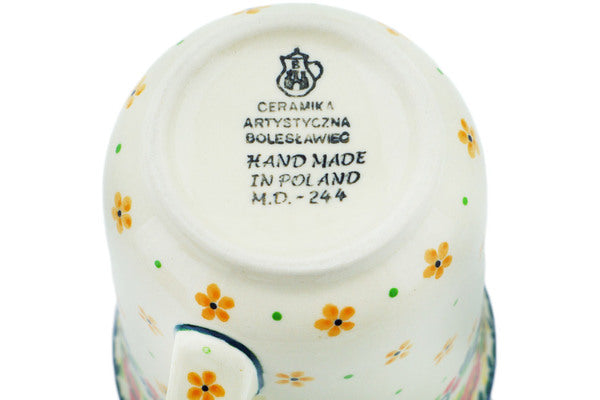 B
CERAMIKA
ARTYSTYCZNA
BOLESŁAWIEC
HAND MADE
IN POLAND
M.D. - 244